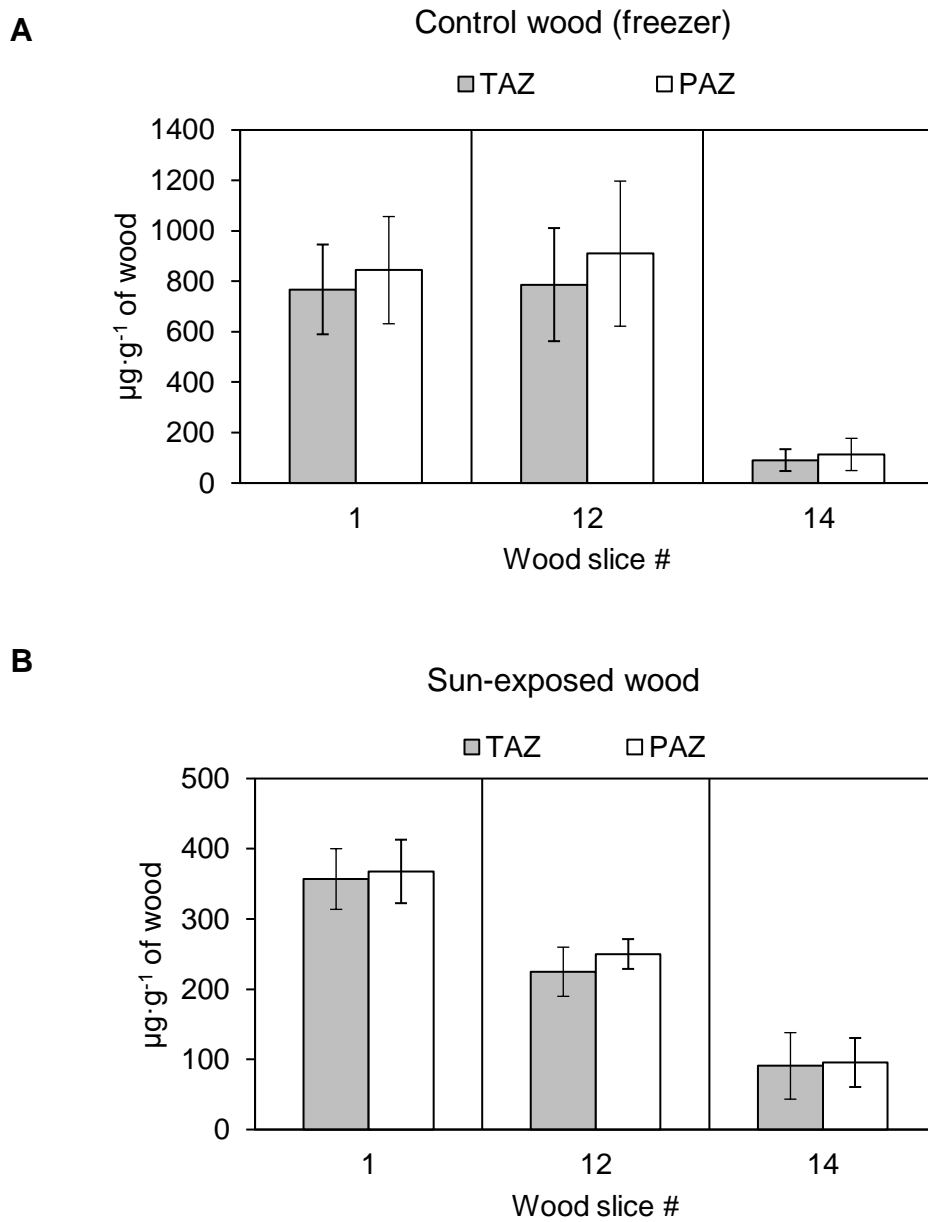 A
Control wood (freezer)
TAZ PAZ
1400
1200
1000
800
600
400
200
0
µg·g⁻¹ of wood
1 12 14
Wood slice #
B
Sun-exposed wood
TAZ PAZ
500
400
300
200
100
0
µg·g⁻¹ of wood
1 12 14
Wood slice #